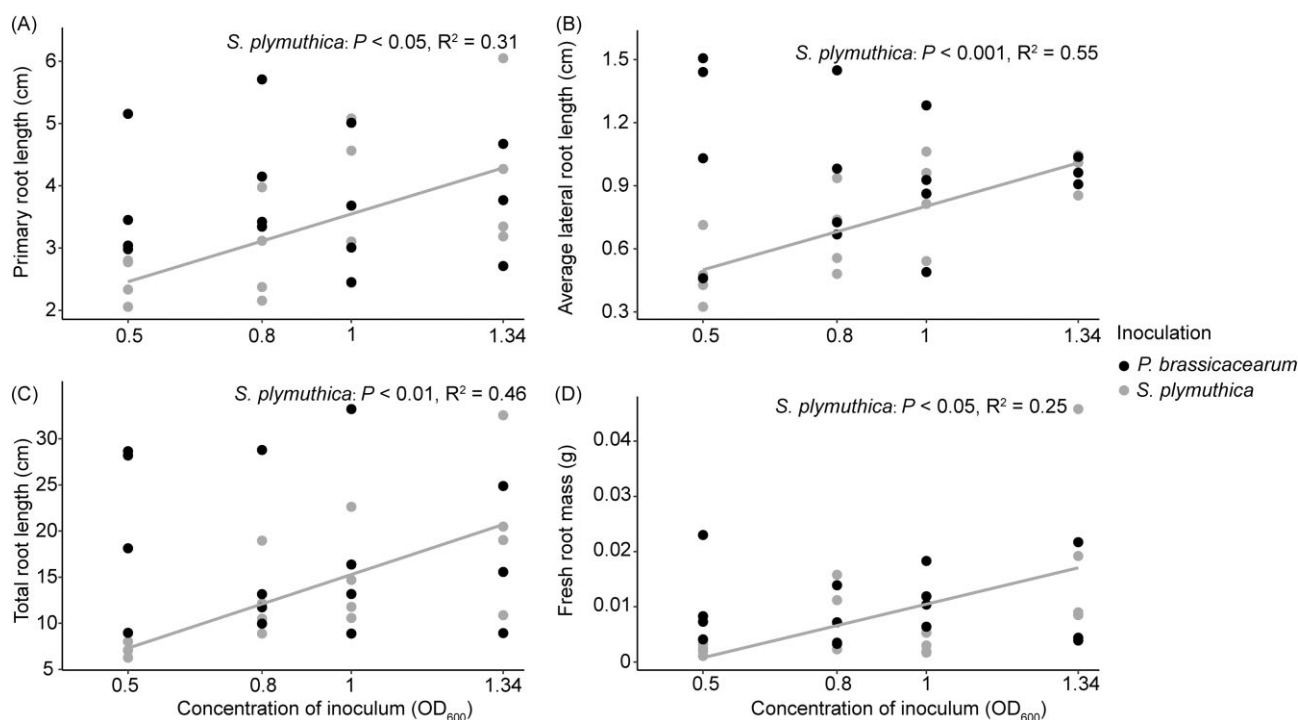 (A)
S. plymuthica: P < 0.05, R² = 0.31
Primary root length (cm)
6
5
4
3
2
0.5 0.8 1 1.34
(B)
S. plymuthica: P < 0.001, R² = 0.55
Average lateral root length (cm)
1.5
1.2
0.9
0.6
0.3
0.5 0.8 1 1.34
Inoculation
P. brassicacearum
S. plymuthica
(C)
S. plymuthica: P < 0.01, R² = 0.46
Total root length (cm)
30
25
20
15
10
5
0.5 0.8 1 1.34
Concentration of inoculum (OD₆₀₀)
(D)
S. plymuthica: P < 0.05, R² = 0.25
Fresh root mass (g)
0.04
0.03
0.02
0.01
0
0.5 0.8 1 1.34
Concentration of inoculum (OD₆₀₀)